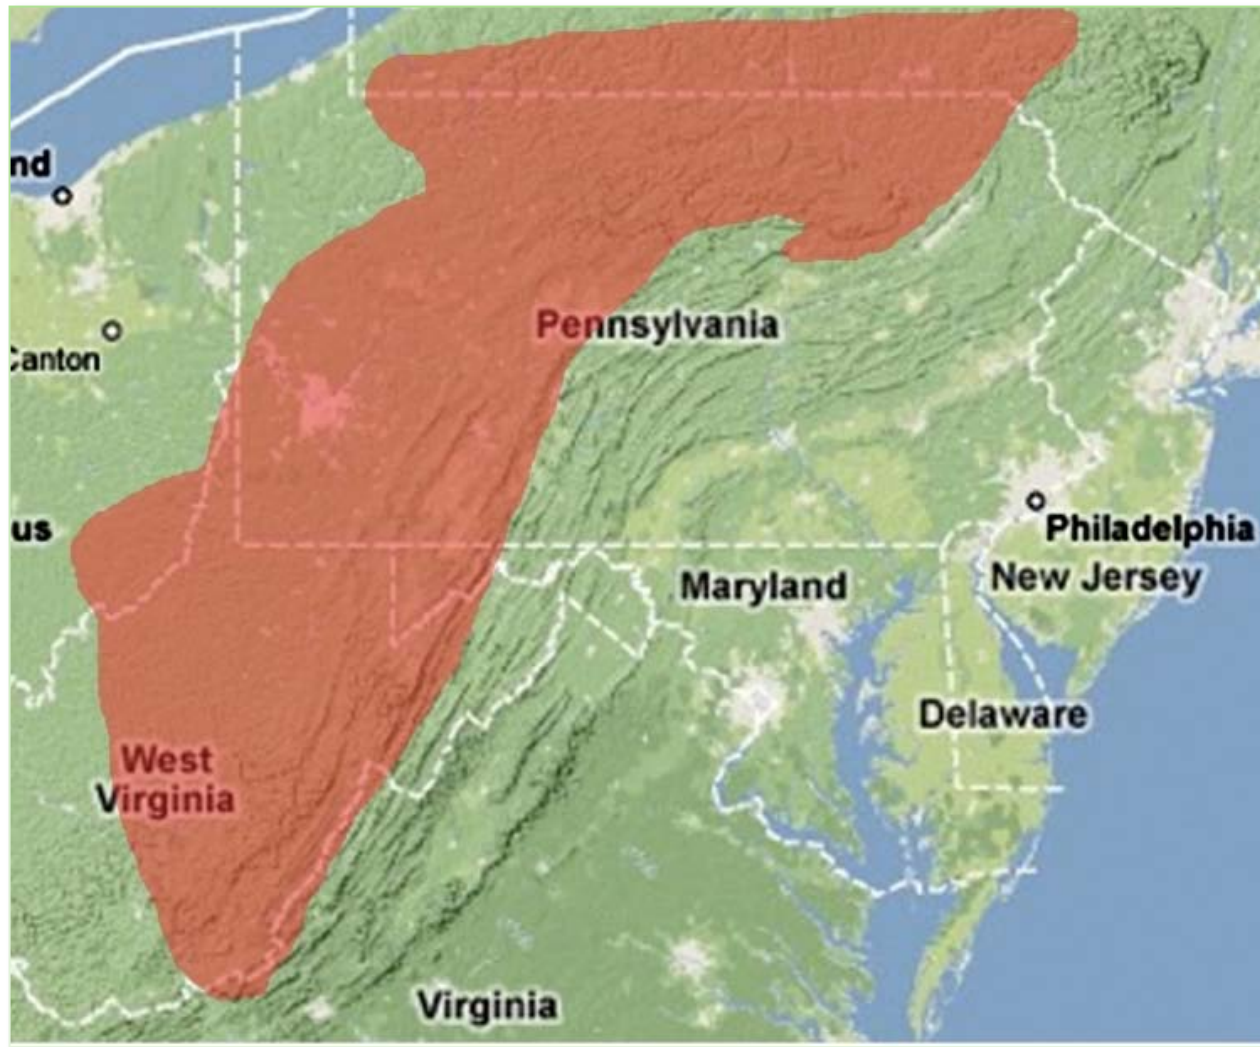 nd
Canton
Pennsylvania
us
Philadelphia
Maryland
New Jersey
Delaware
West
Virginia
Virginia